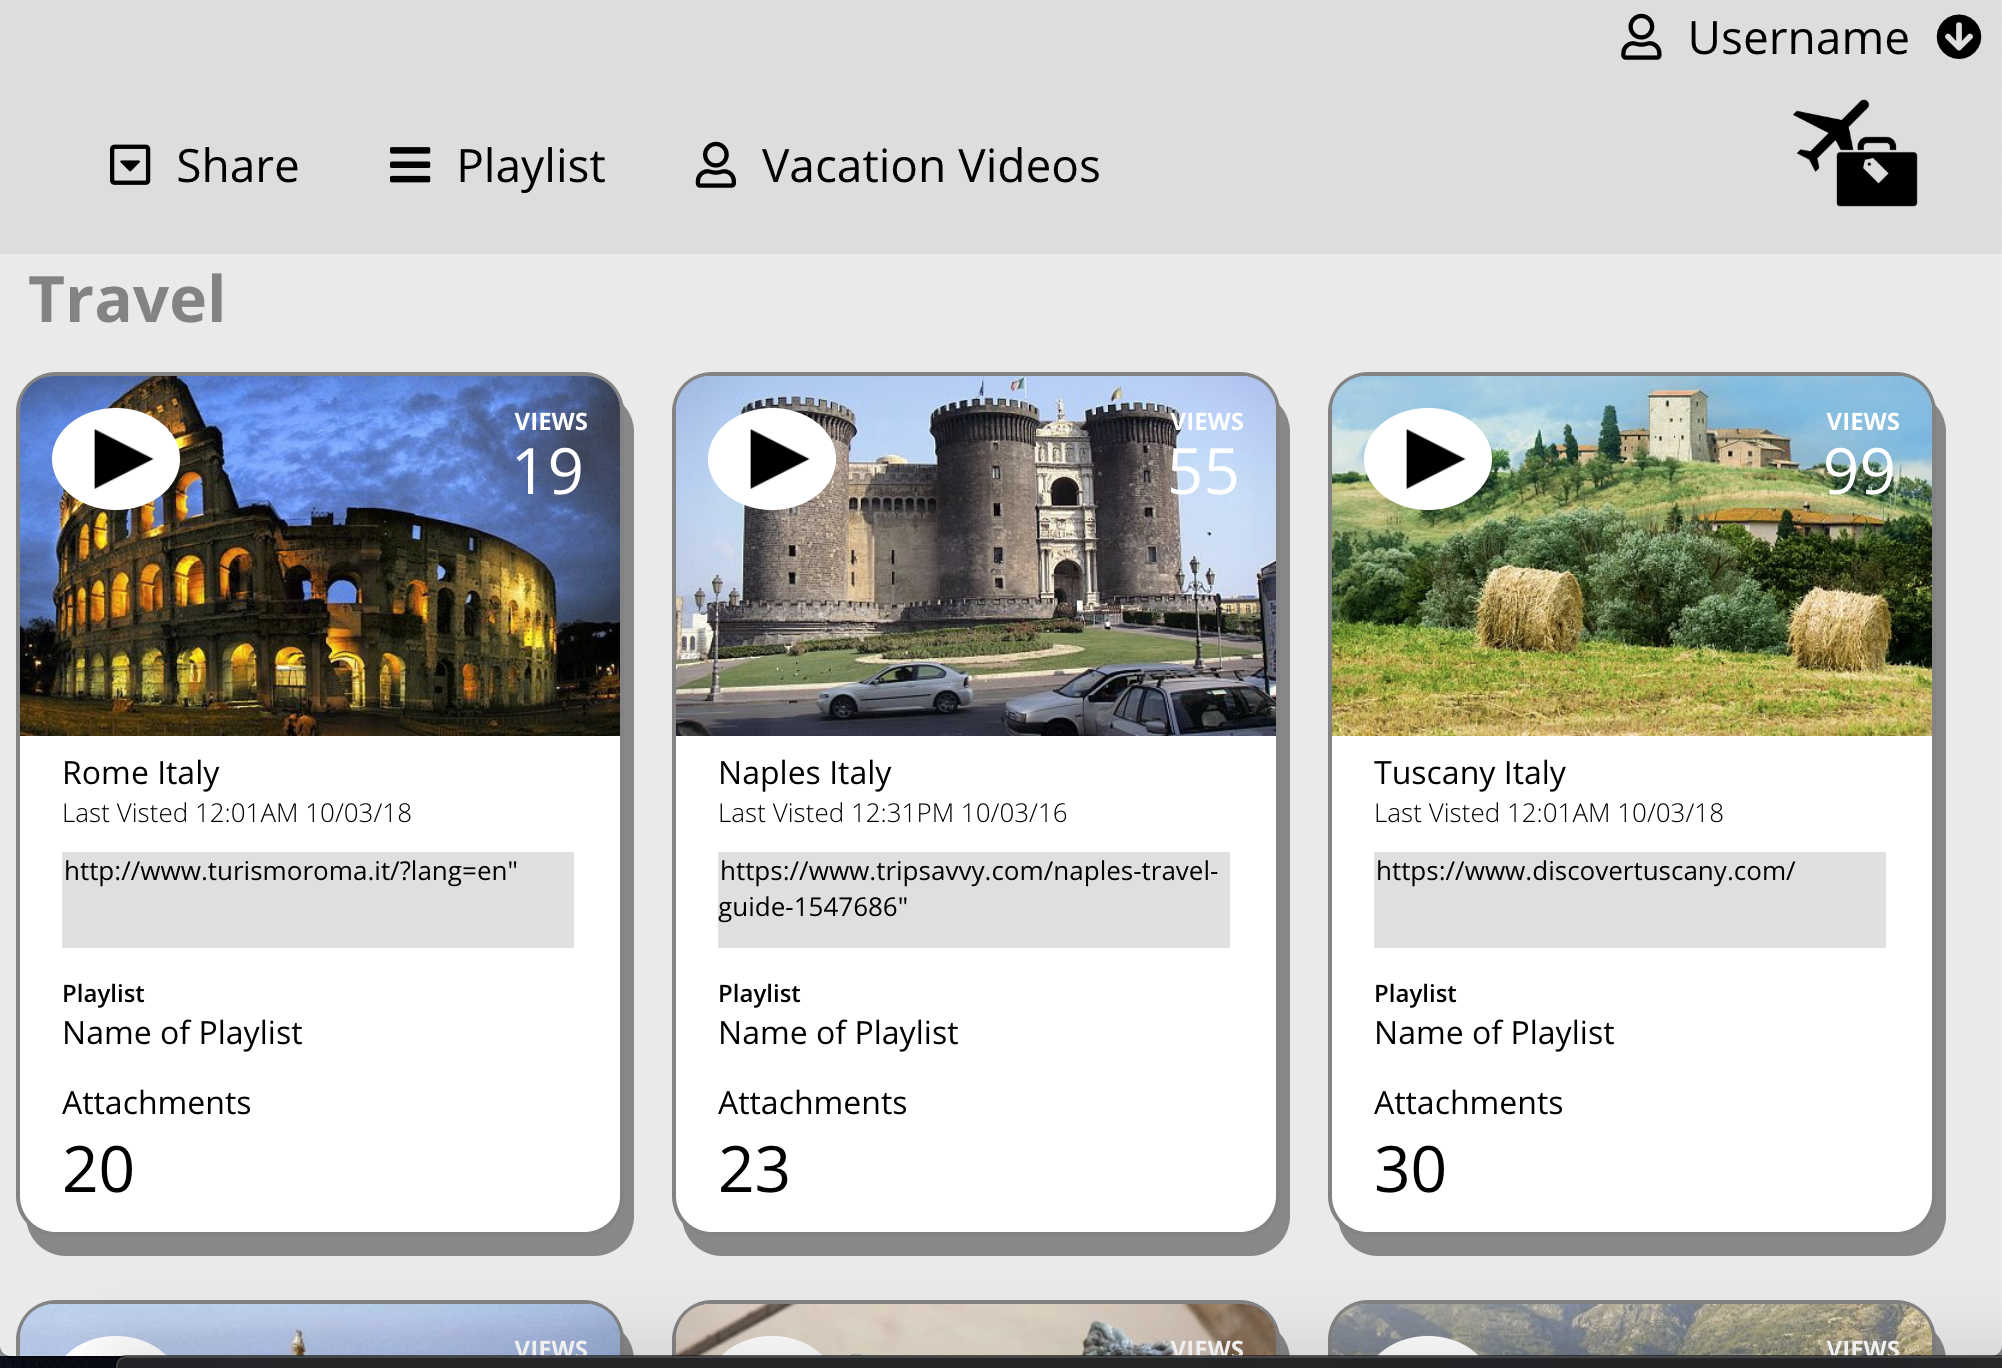 Username
Share Playlist Vacation Videos
Travel
VIEWS
19
VIEWS
55
VIEWS
99
Rome Italy
Last Visted 12:01AM 10/03/18
http://www.turismoroma.it/?lang=en"
Playlist
Name of Playlist
Attachments
20
Naples Italy
Last Visted 12:31PM 10/03/16
https://www.tripsavvy.com/naples-travel-
guide-1547686"
Playlist
Name of Playlist
Attachments
23
Tuscany Italy
Last Visted 12:01AM 10/03/18
https://www.discovertuscany.com/
Playlist
Name of Playlist
Attachments
30
VIEWS
VIEWS
VIEWS